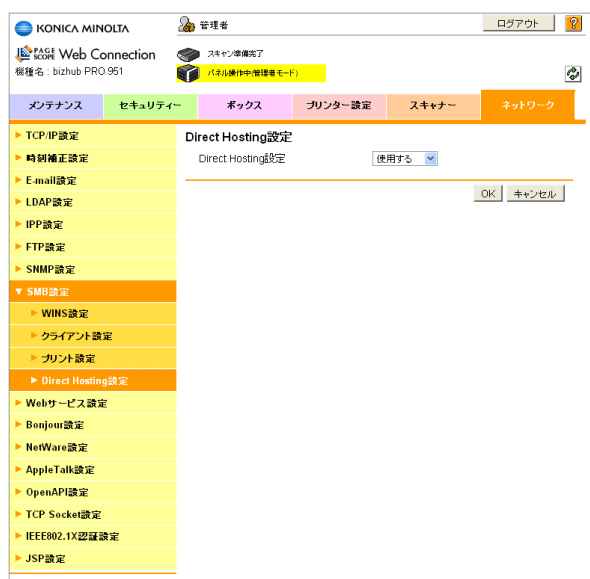 KONICA MINOLTA
管理者
ログアウト
?
PAGE SCOPE Web Connection
機種名 : bizhub PRO 951
スキャン準備完了
パネル操作中(管理者モード)
メンテナンス
セキュリティー
ボックス
プリンター設定
スキャナー
ネットワーク
TCP/IP設定
時刻補正設定
E-mail設定
LDAP設定
IPP設定
FTP設定
SNMP設定
SMB設定
WINS設定
クライアント設定
プリント設定
Direct Hosting設定
Webサービス設定
Bonjour設定
NetWare設定
AppleTalk設定
OpenAPI設定
TCP Socket設定
IEEE802.1X認証設定
JSP設定
Direct Hosting設定
Direct Hosting設定
使用する
OK
キャンセル